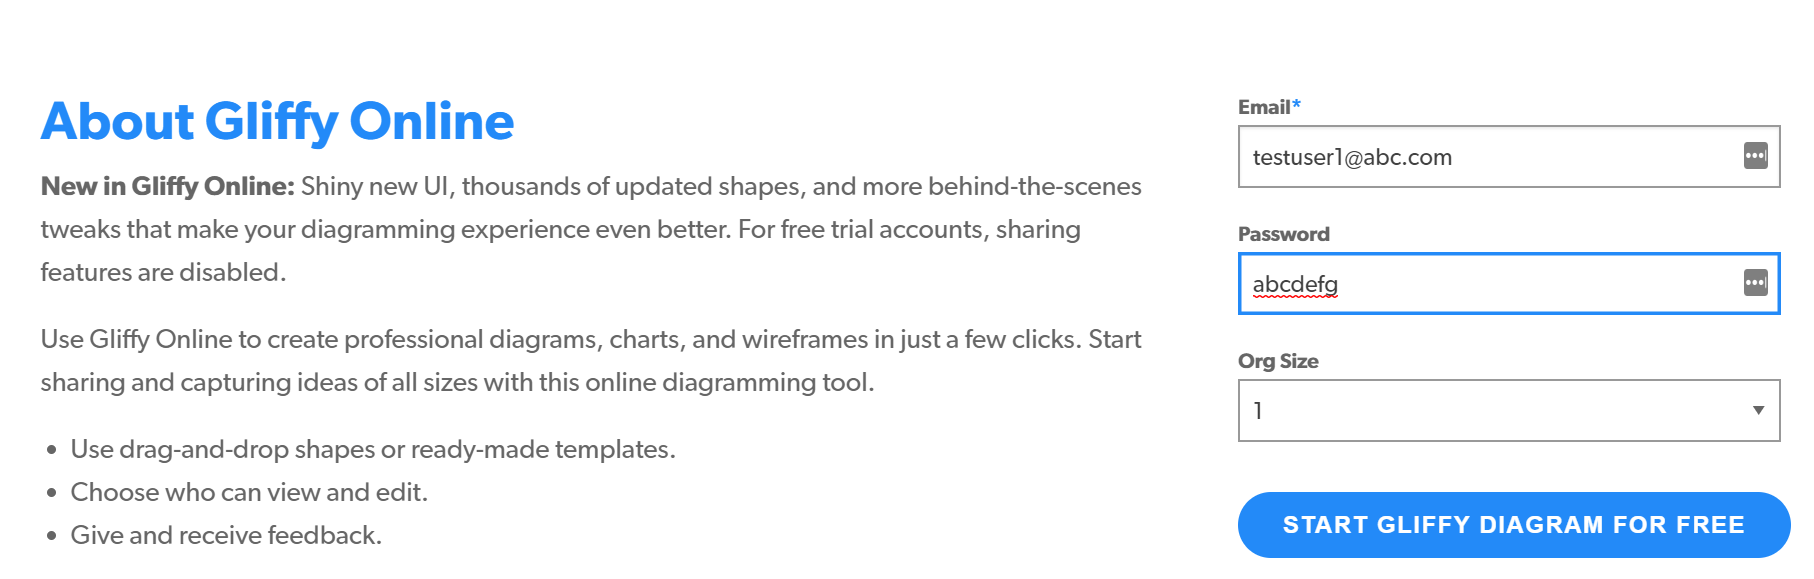 About Gliffy Online
New in Gliffy Online: Shiny new UI, thousands of updated shapes, and more behind-the-scenes
tweaks that make your diagramming experience even better. For free trial accounts, sharing
features are disabled.
Use Gliffy Online to create professional diagrams, charts, and wireframes in just a few clicks. Start
sharing and capturing ideas of all sizes with this online diagramming tool.
• Use drag-and-drop shapes or ready-made templates.
• Choose who can view and edit.
• Give and receive feedback.
Email*
testuser1@abc.com
Password
abcdefg
Org Size
1
START GLIFFY DIAGRAM FOR FREE